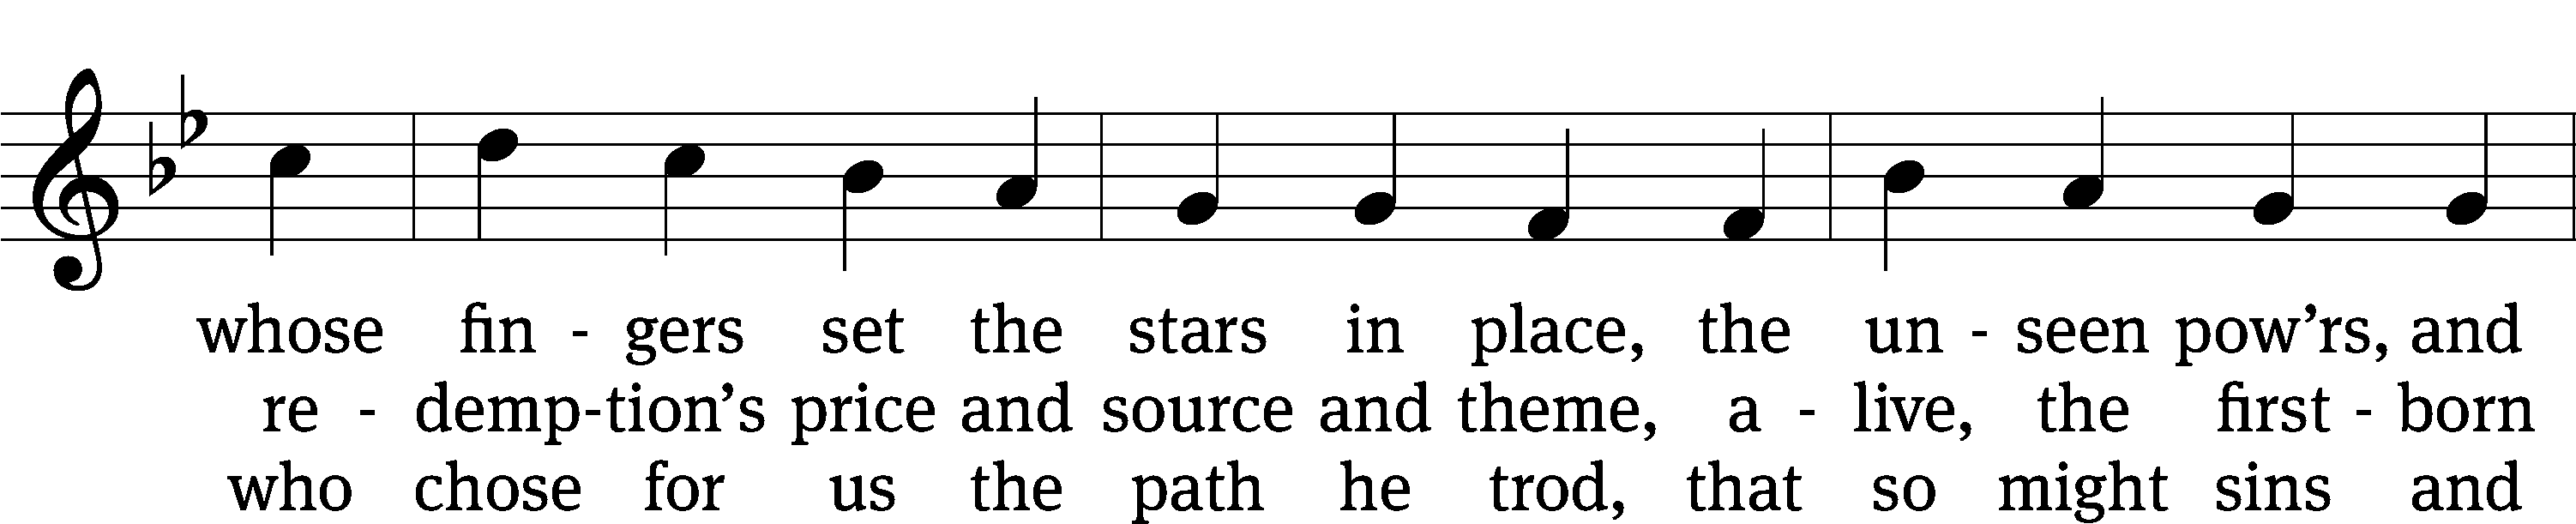 whose fin - gers set the stars in place, the un - seen pow’rs, and
re - demp-tion’s price and source and theme, a - live, the first - born
who chose for us the path he trod, that so might sins and